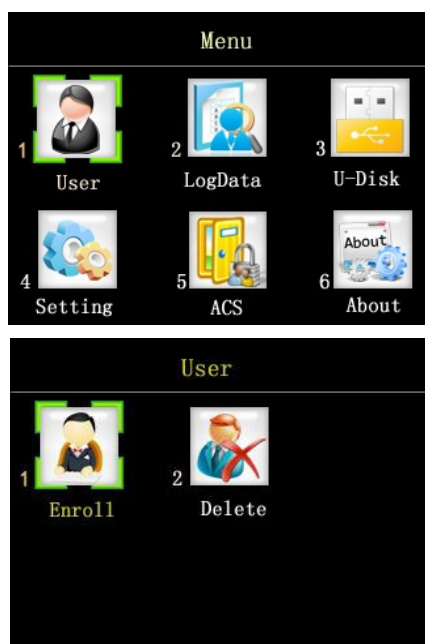 Menu
1 User
2 LogData
3 U-Disk
4 Setting
5 ACS
6 About
About
User
1 Enroll
2 Delete